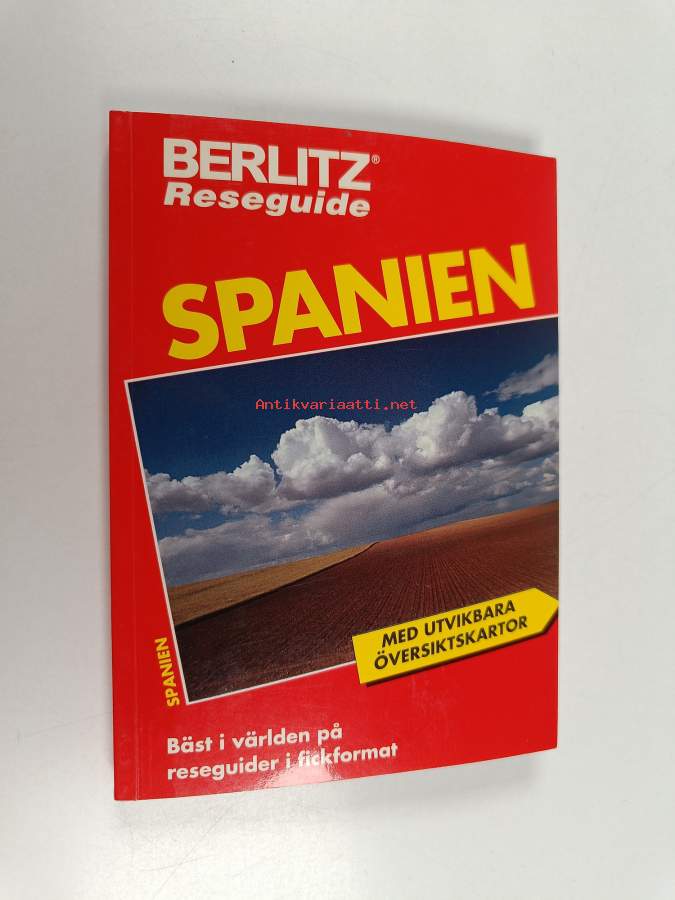 BERLITZ®
Reseguide
SPANIEN
Antikvariaatti.net
MED UTVIKBARA
ÖVERSIKTSKARTOR
SPANIEN
Bäst i världen på
reseguider i fickformat